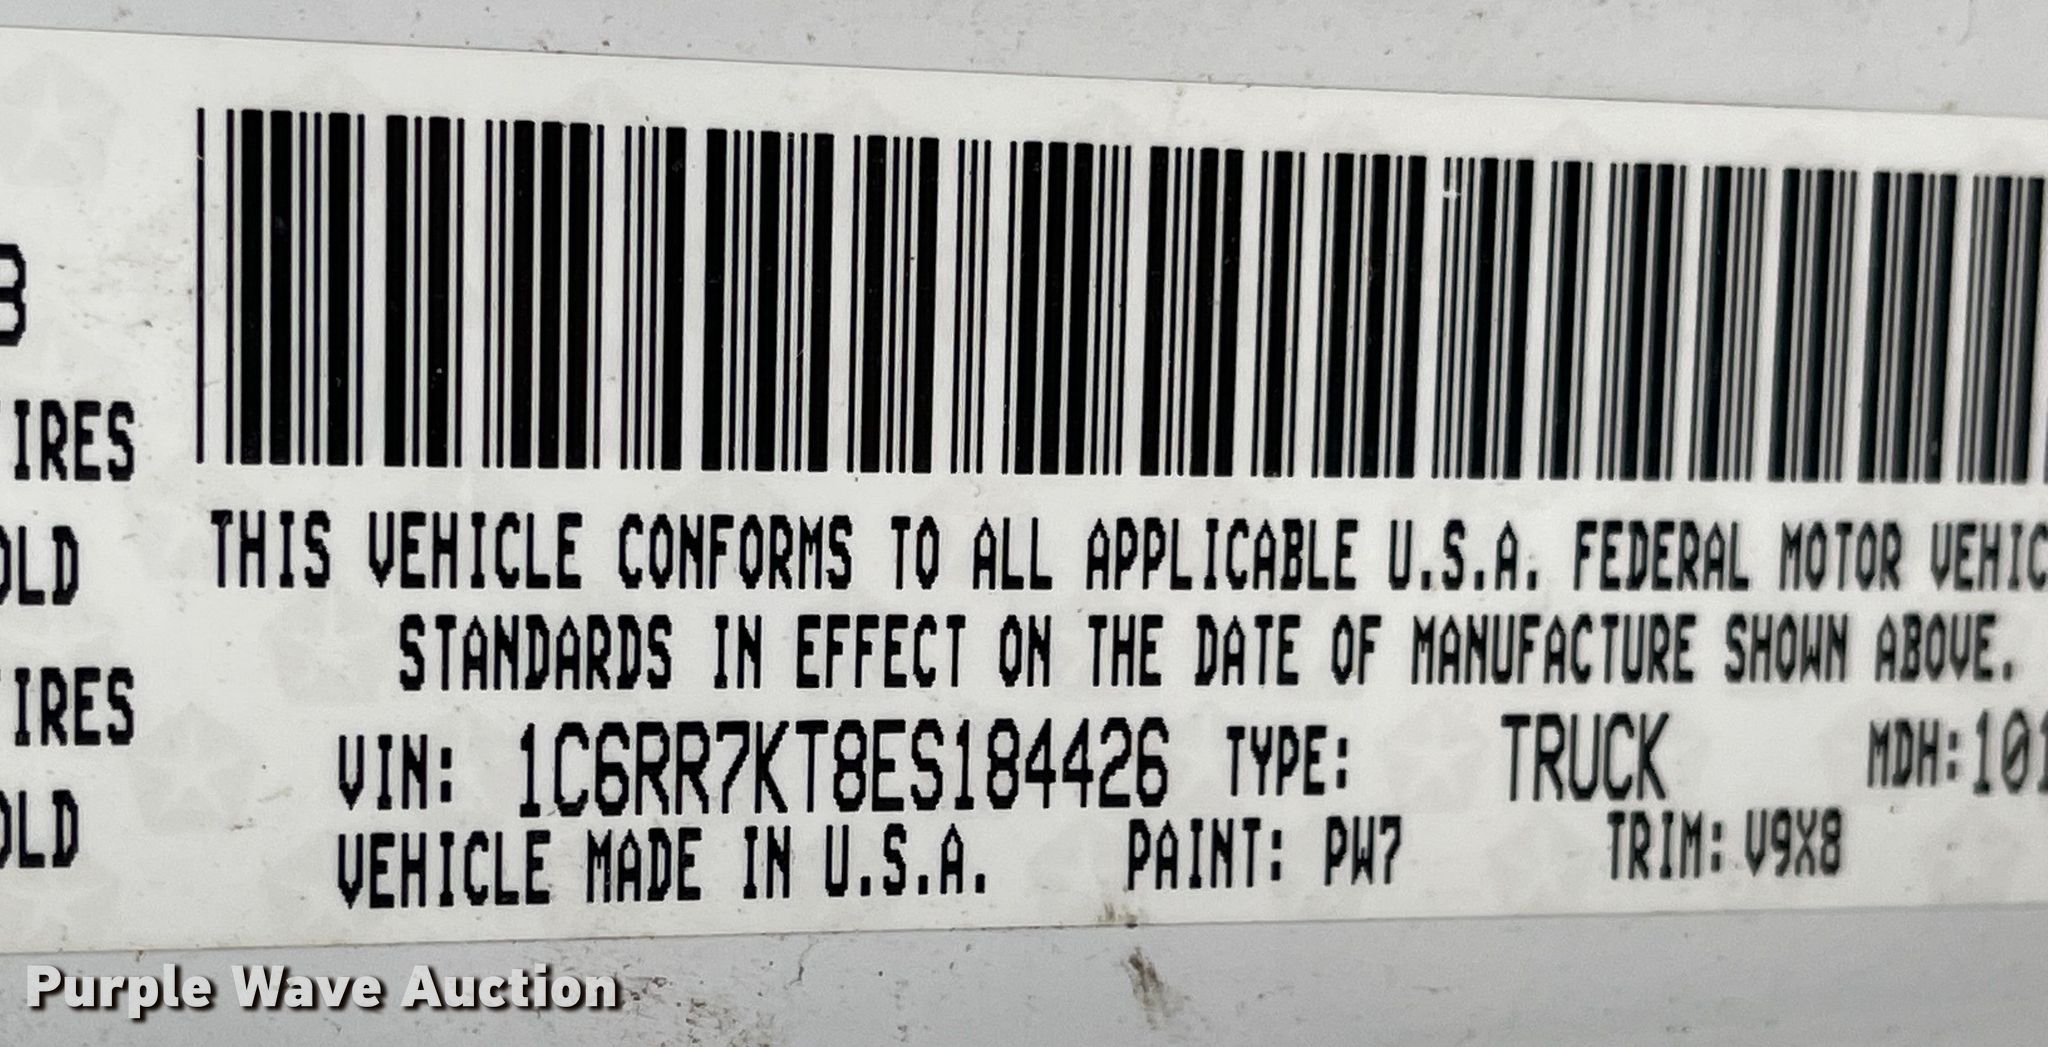 B
IRES
OLD
IRES
OLD
THIS VEHICLE CONFORMS TO ALL APPLICABLE U.S.A. FEDERAL MOTOR VEHIC
STANDARDS IN EFFECT ON THE DATE OF MANUFACTURE SHOWN ABOVE.
VIN: 1C6RR7KT8ES184426 TYPE: TRUCK MDH:101
VEHICLE MADE IN U.S.A. PAINT: PW7 TRIM: V9X8
Purple Wave Auction